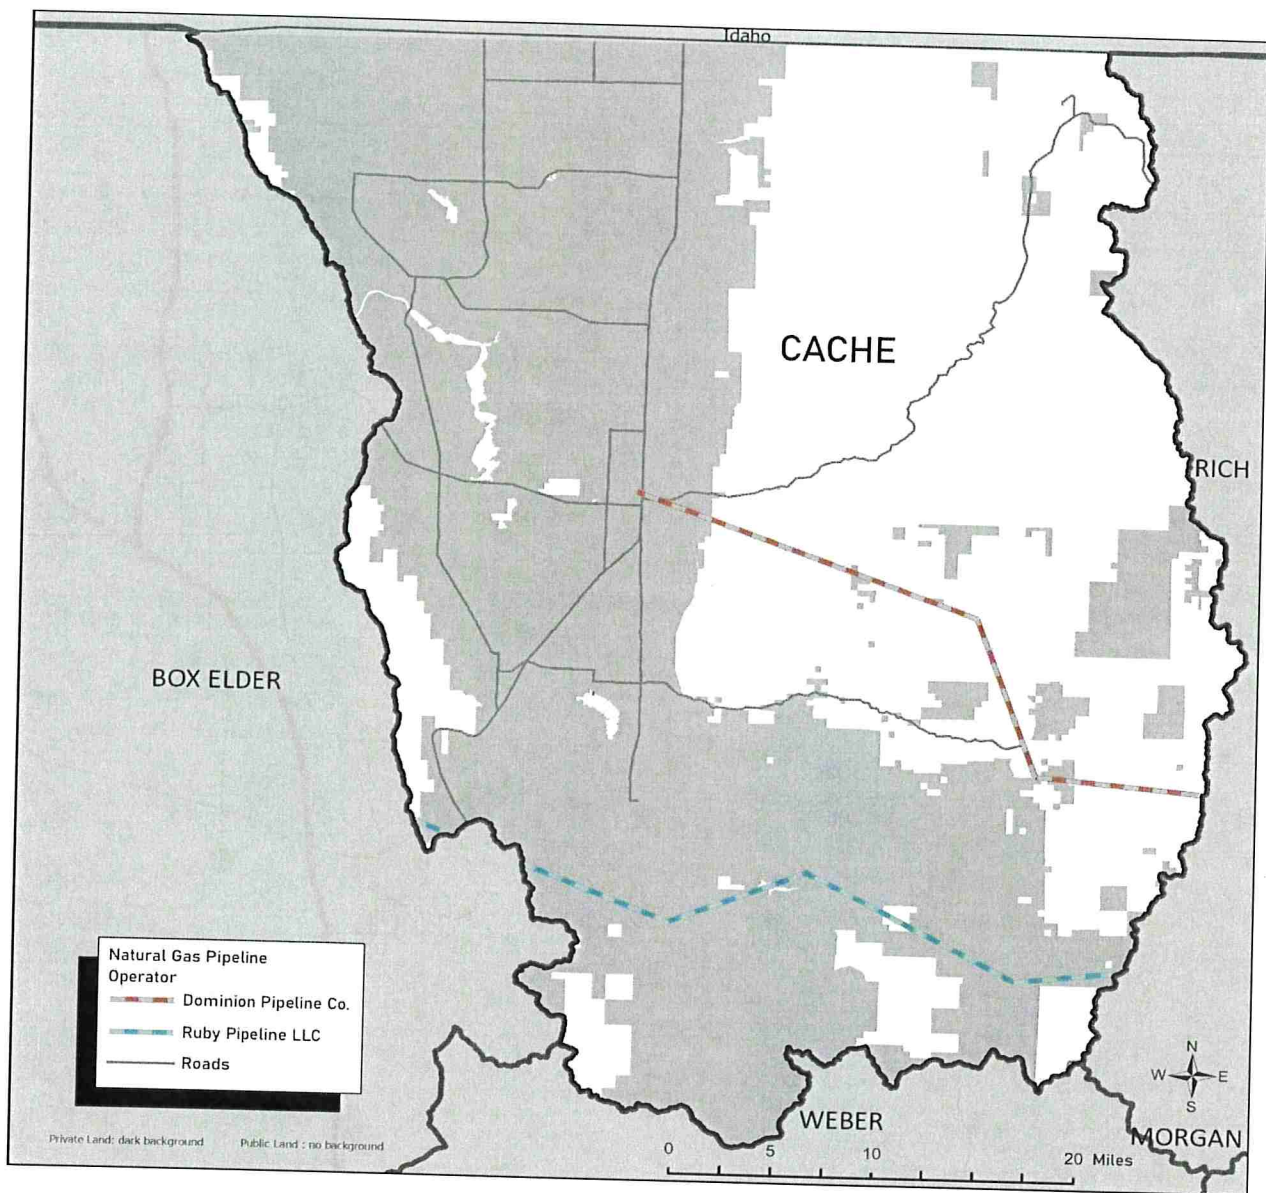 Idaho
CACHE
RICH
BOX ELDER
Natural Gas Pipeline
Operator
Dominion Pipeline Co.
Ruby Pipeline LLC
Roads
N
W E
S
WEBER
MORGAN
Private Land: dark background Public Land : no background
0 5 10 20 Miles